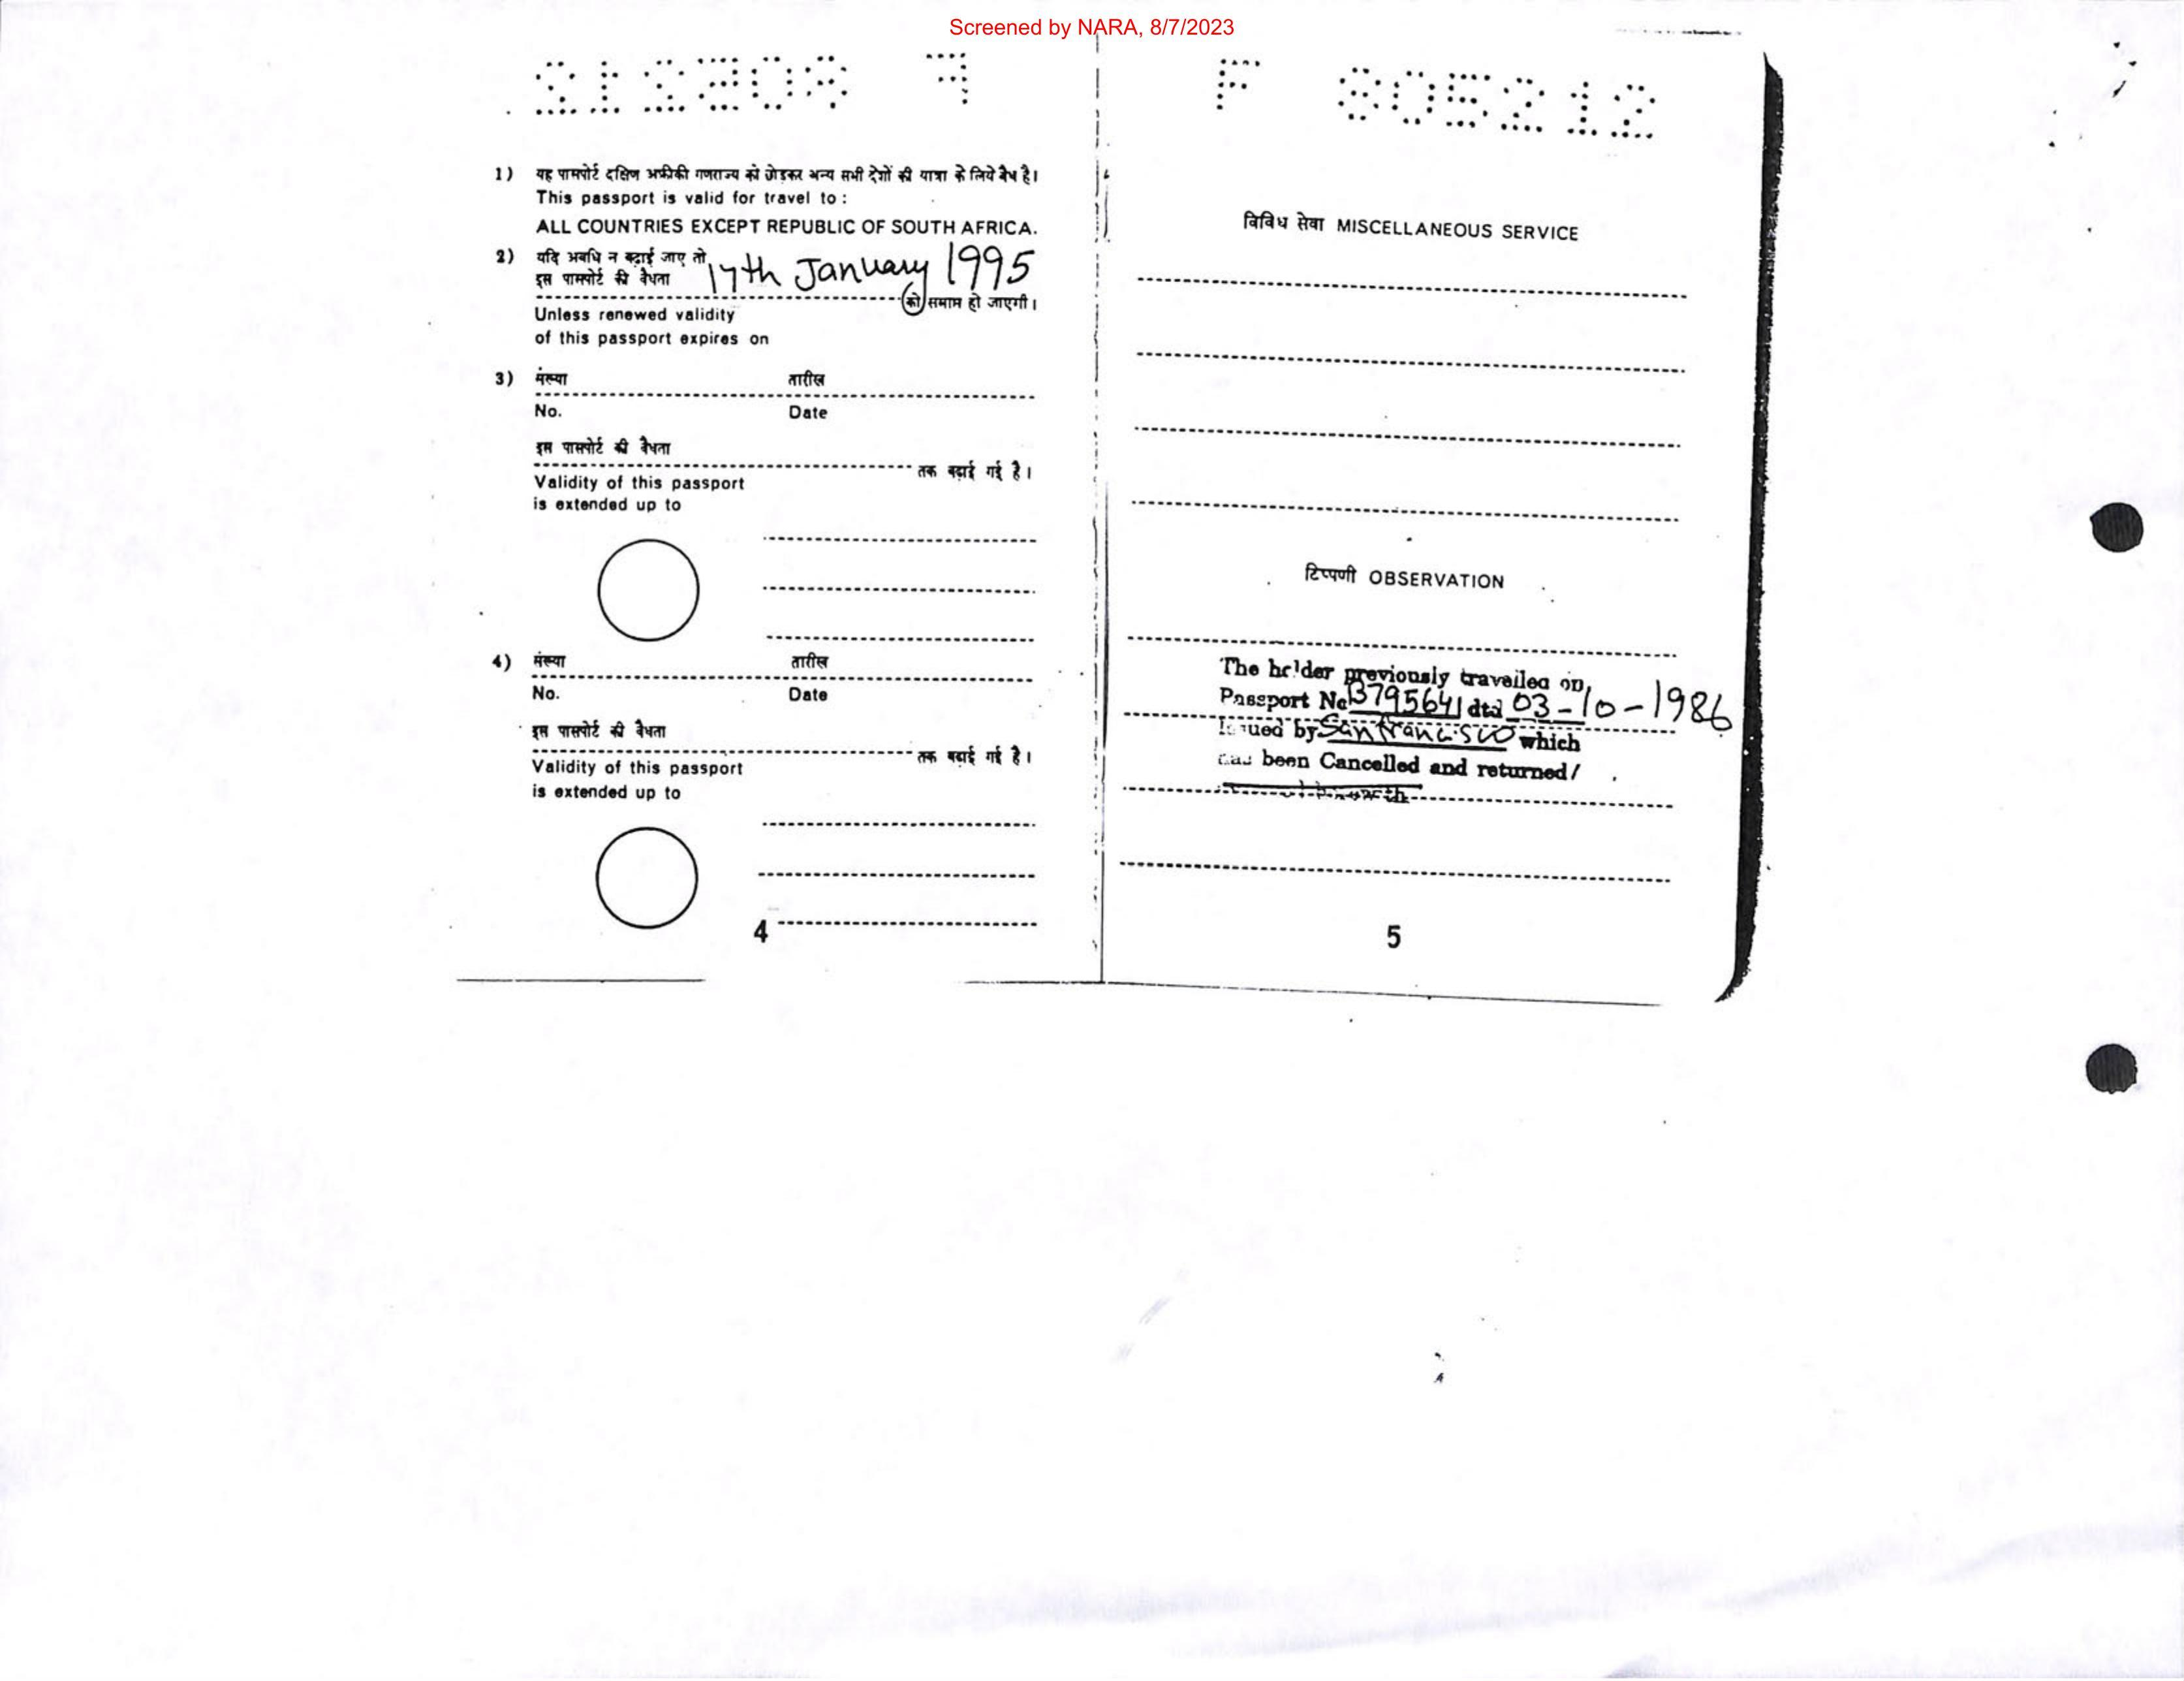 Screened by NARA, 8/7/2023
F 805212
1) यह पासपोर्ट दक्षिण अफ्रीकी गणराज्य को छोड़कर अन्य सभी देशों की यात्रा के लिये वैध है।
This passport is valid for travel to :
ALL COUNTRIES EXCEPT REPUBLIC OF SOUTH AFRICA.
2) यदि अवधि न बढ़ाई जाए तो
इस पासपोर्ट की वैधता 17th January 1995
को समाप्त हो जाएगी।
Unless renewed validity
of this passport expires on
3) संख्या तारीख
No. Date
इस पासपोर्ट की वैधता
तक बढ़ाई गई है।
Validity of this passport
is extended up to
4) संख्या तारीख
No. Date
इस पासपोर्ट की वैधता
तक बढ़ाई गई है।
Validity of this passport
is extended up to
4
विविध सेवा MISCELLANEOUS SERVICE
टिप्पणी OBSERVATION
The holder previously travelled on
Passport No 3795641 dtd 03-10-1986
Issued by San Francisco which
has been Cancelled and returned/
5